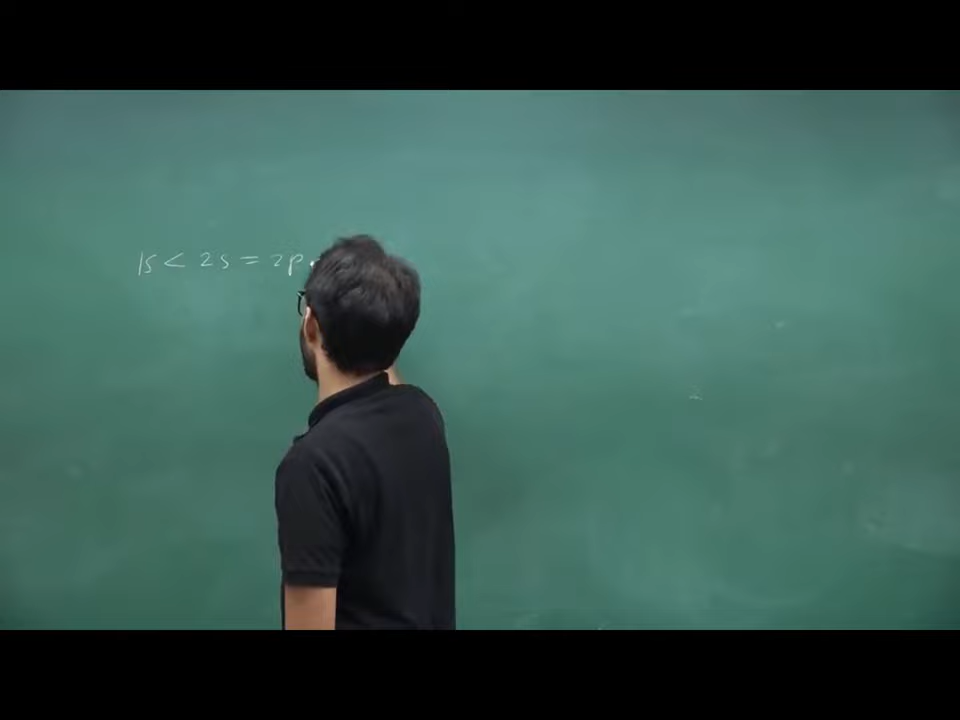 1s < 2s = 2p